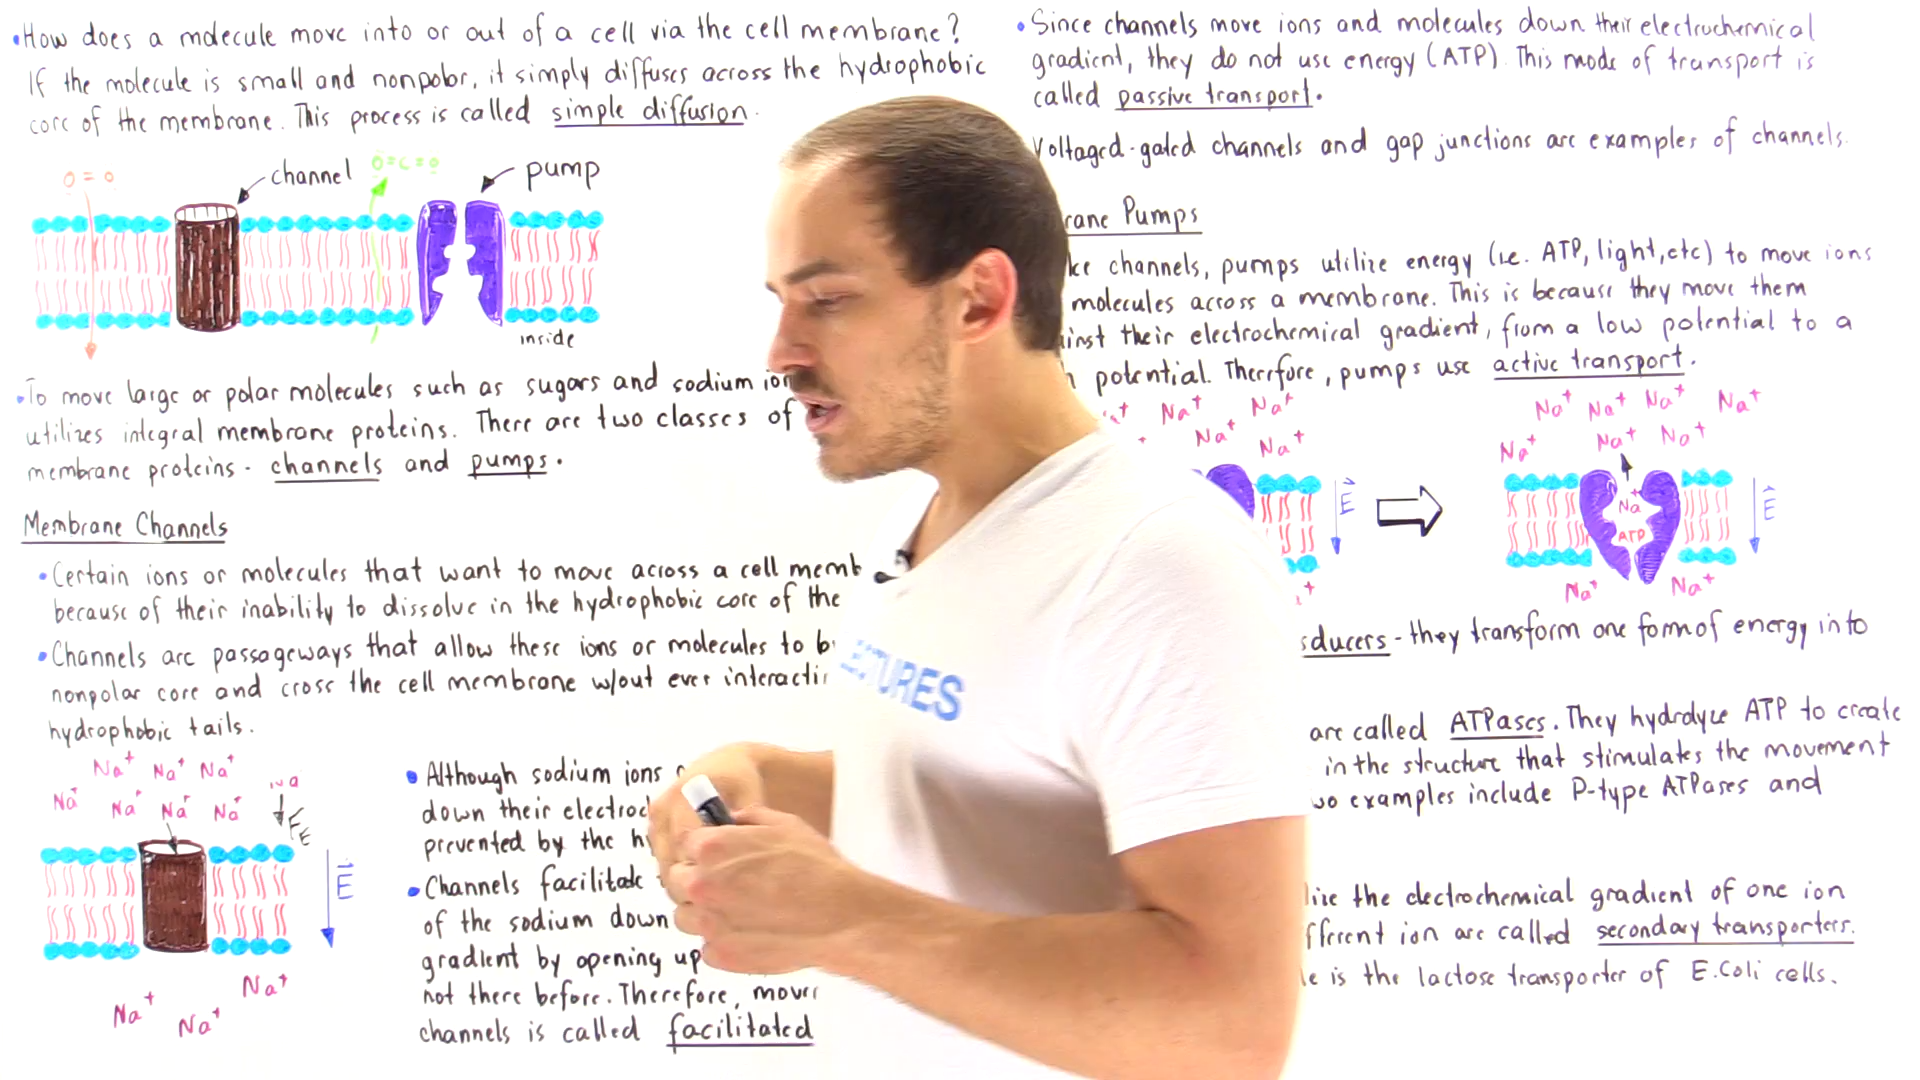 •How does a molecule move into or out of a cell via the cell membrane?
If the molecule is small and nonpolar, it simply diffuses across the hydrophobic
core of the membrane. This process is called simple diffusion.
O=O
channel
O=C=O
pump
inside
•To move large or polar molecules such as sugars and sodium ion
utilizes integral membrane proteins. There are two classes of
membrane proteins - channels and pumps.
Membrane Channels
•Certain ions or molecules that want to move across a cell memb
because of their inability to dissolve in the hydrophobic core of the
•Channels are passageways that allow these ions or molecules to by
nonpolar core and cross the cell membrane w/out ever interactin
hydrophobic tails.
Na+ Na+ Na+
Na+ Na+ Na+ Na+
Na
FE
E
Na+ Na+ Na+
•Although sodium ions
down their electroc
prevented by the h
•Channels facilitate
of the sodium down
gradient by opening up
not there before. Therefore, move
channels is called facilitated
•Since channels move ions and molecules down their electrochemical
gradient, they do not use energy (ATP). This mode of transport is
called passive transport.
Voltaged-gated channels and gap junctions are examples of channels.
rane Pumps
ke channels, pumps utilize energy (i.e. ATP, light, etc) to move ions
molecules across a membrane. This is because they move them
ainst their electrochemical gradient, from a low potential to a
h potential. Therefore, pumps use active transport.
Na+ Na+
Na+ Na+
E
Na+ Na+ Na+ Na+
Na+ Na+ Na+
Na+
ATP
E
Na+ Na+
sducers - they transform one form of energy into
are called ATPases. They hydrolyze ATP to create
in the structure that stimulates the movement
wo examples include P-type ATPases and
lize the electrochemical gradient of one ion
fferent ion are called secondary transporters.
le is the lactose transporter of E. Coli cells.
ECTURES